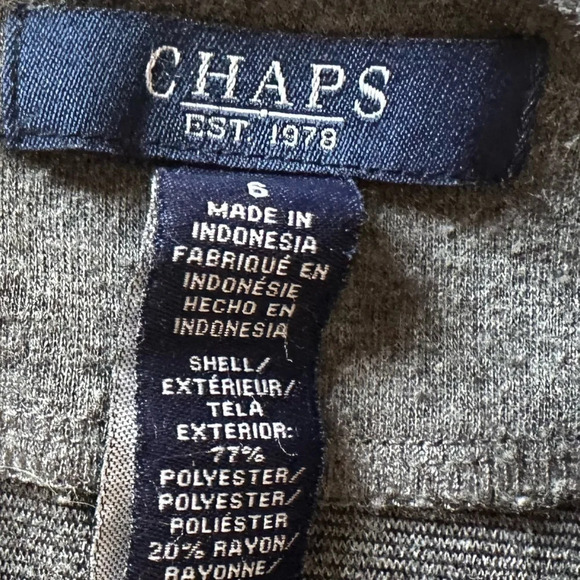 CHAPS
EST. 1978
6
MADE IN
INDONESIA
FABRIQUÉ EN
INDONÉSIE
HECHO EN
INDONESIA
SHELL/
EXTÉRIEUR/
TELA
EXTERIOR:
77%
POLYESTER/
POLYESTER/
POLIÉSTER
20% RAYON/
RAYONNE/